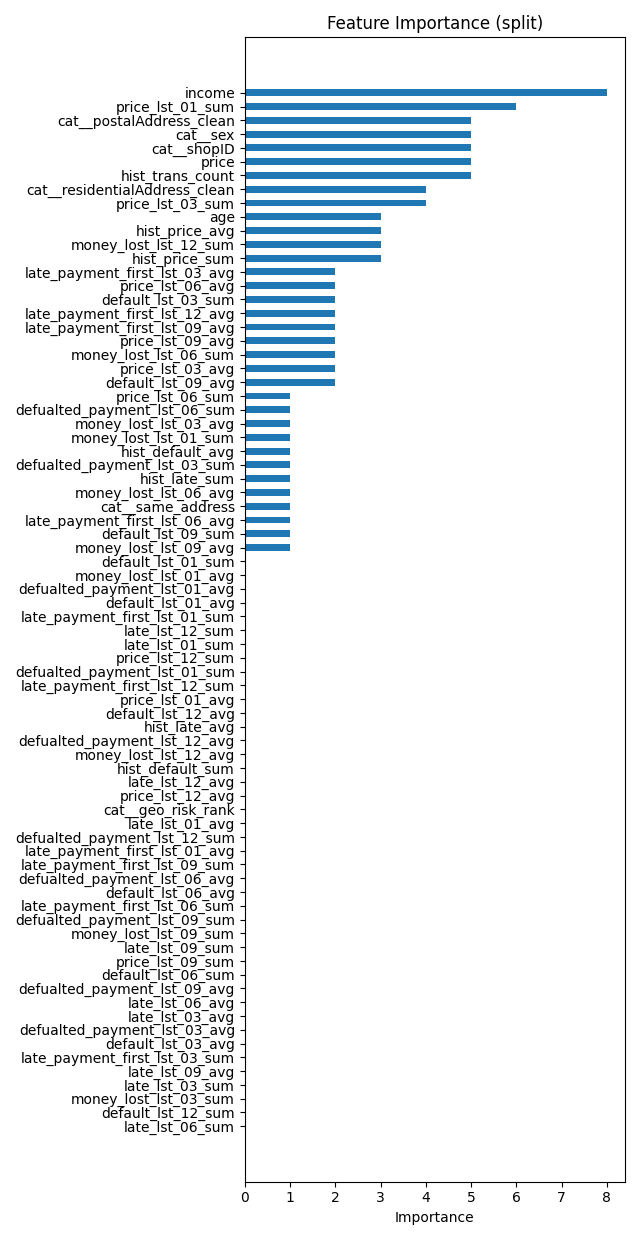 Feature Importance (split)
income
price_lst_01_sum
cat__postalAddress_clean
cat__sex
cat__shopID
price
hist_trans_count
cat__residentialAddress_clean
price_lst_03_sum
age
hist_price_avg
money_lost_lst_12_sum
hist_price_sum
late_payment_first_lst_03_avg
price_lst_06_avg
default_lst_03_sum
late_payment_first_lst_12_avg
late_payment_first_lst_09_avg
price_lst_09_avg
money_lost_lst_06_sum
price_lst_03_avg
default_lst_09_avg
price_lst_06_sum
defualted_payment_lst_06_sum
money_lost_lst_03_avg
money_lost_lst_01_sum
hist_default_avg
defualted_payment_lst_03_sum
hist_late_sum
money_lost_lst_06_avg
cat__same_address
late_payment_first_lst_06_avg
default_lst_09_sum
money_lost_lst_09_avg
default_lst_01_sum
money_lost_lst_01_avg
defualted_payment_lst_01_avg
default_lst_01_avg
late_payment_first_lst_01_sum
late_lst_12_sum
late_lst_01_sum
price_lst_12_sum
defualted_payment_lst_01_sum
late_payment_first_lst_12_sum
price_lst_01_avg
default_lst_12_avg
hist_late_avg
defualted_payment_lst_12_avg
money_lost_lst_12_avg
hist_default_sum
late_lst_12_avg
price_lst_12_avg
cat__geo_risk_rank
late_lst_01_avg
defualted_payment_lst_12_sum
late_payment_first_lst_01_avg
late_payment_first_lst_09_sum
defualted_payment_lst_06_avg
default_lst_06_avg
late_payment_first_lst_06_sum
defualted_payment_lst_09_sum
money_lost_lst_09_sum
late_lst_09_sum
price_lst_09_sum
default_lst_06_sum
defualted_payment_lst_09_avg
late_lst_06_avg
late_lst_03_avg
defualted_payment_lst_03_avg
default_lst_03_avg
late_payment_first_lst_03_sum
late_lst_09_avg
late_lst_03_sum
money_lost_lst_03_sum
default_lst_12_sum
late_lst_06_sum
0 1 2 3 4 5 6 7 8
Importance